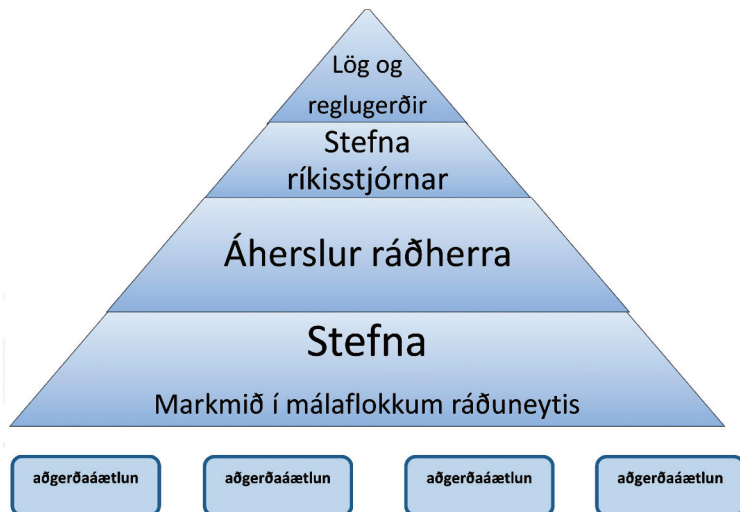 Lög og
reglugerðir
Stefna
ríkisstjórnar
Áherslur ráðherra
Stefna
Markmið í málaflokkum ráðuneytis
aðgerðaáætlun
aðgerðaáætlun
aðgerðaáætlun
aðgerðaáætlun